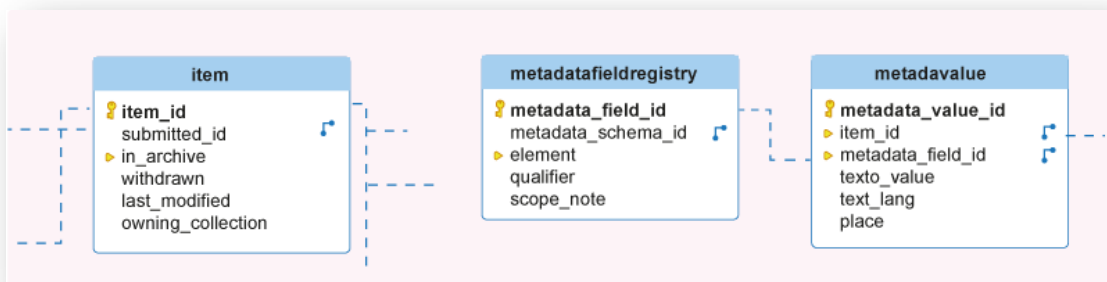 item
item_id
submitted_id
in_archive
withdrawn
last_modified
owning_collection
metadatafieldregistry
metadata_field_id
metadata_schema_id
element
qualifier
scope_note
metadavalue
metadata_value_id
item_id
metadata_field_id
texto_value
text_lang
place